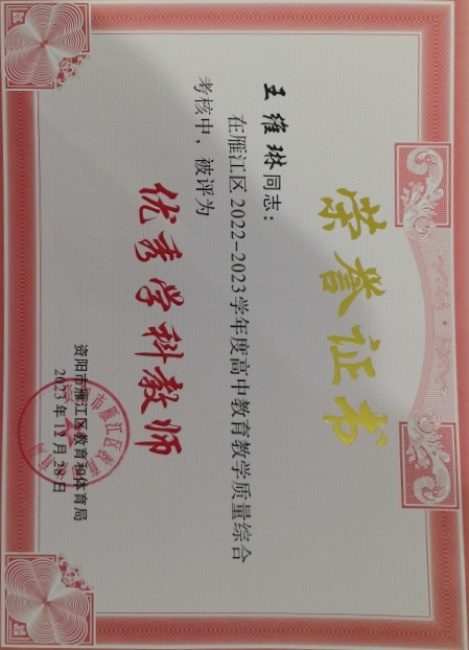 荣誉证书
王维琳同志：
在雁江区2022-2023学年度高中教育教学质量综合
考核中，被评为
优秀学科教师
资阳市雁江区教育和体育局
2023年12月28日